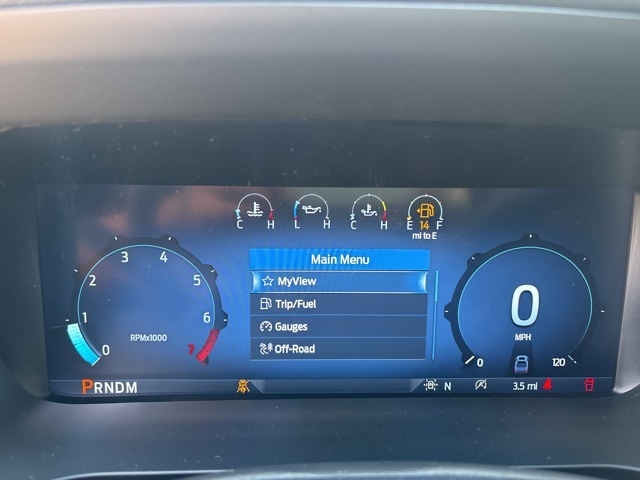 C H L H C H E 14 F
mi to E
Main Menu
MyView
Trip/Fuel
Gauges
Off-Road
0 1 2 3 4 5 6 7
RPMx1000
0
MPH
0 120
PRNDM
N
3.5 mi